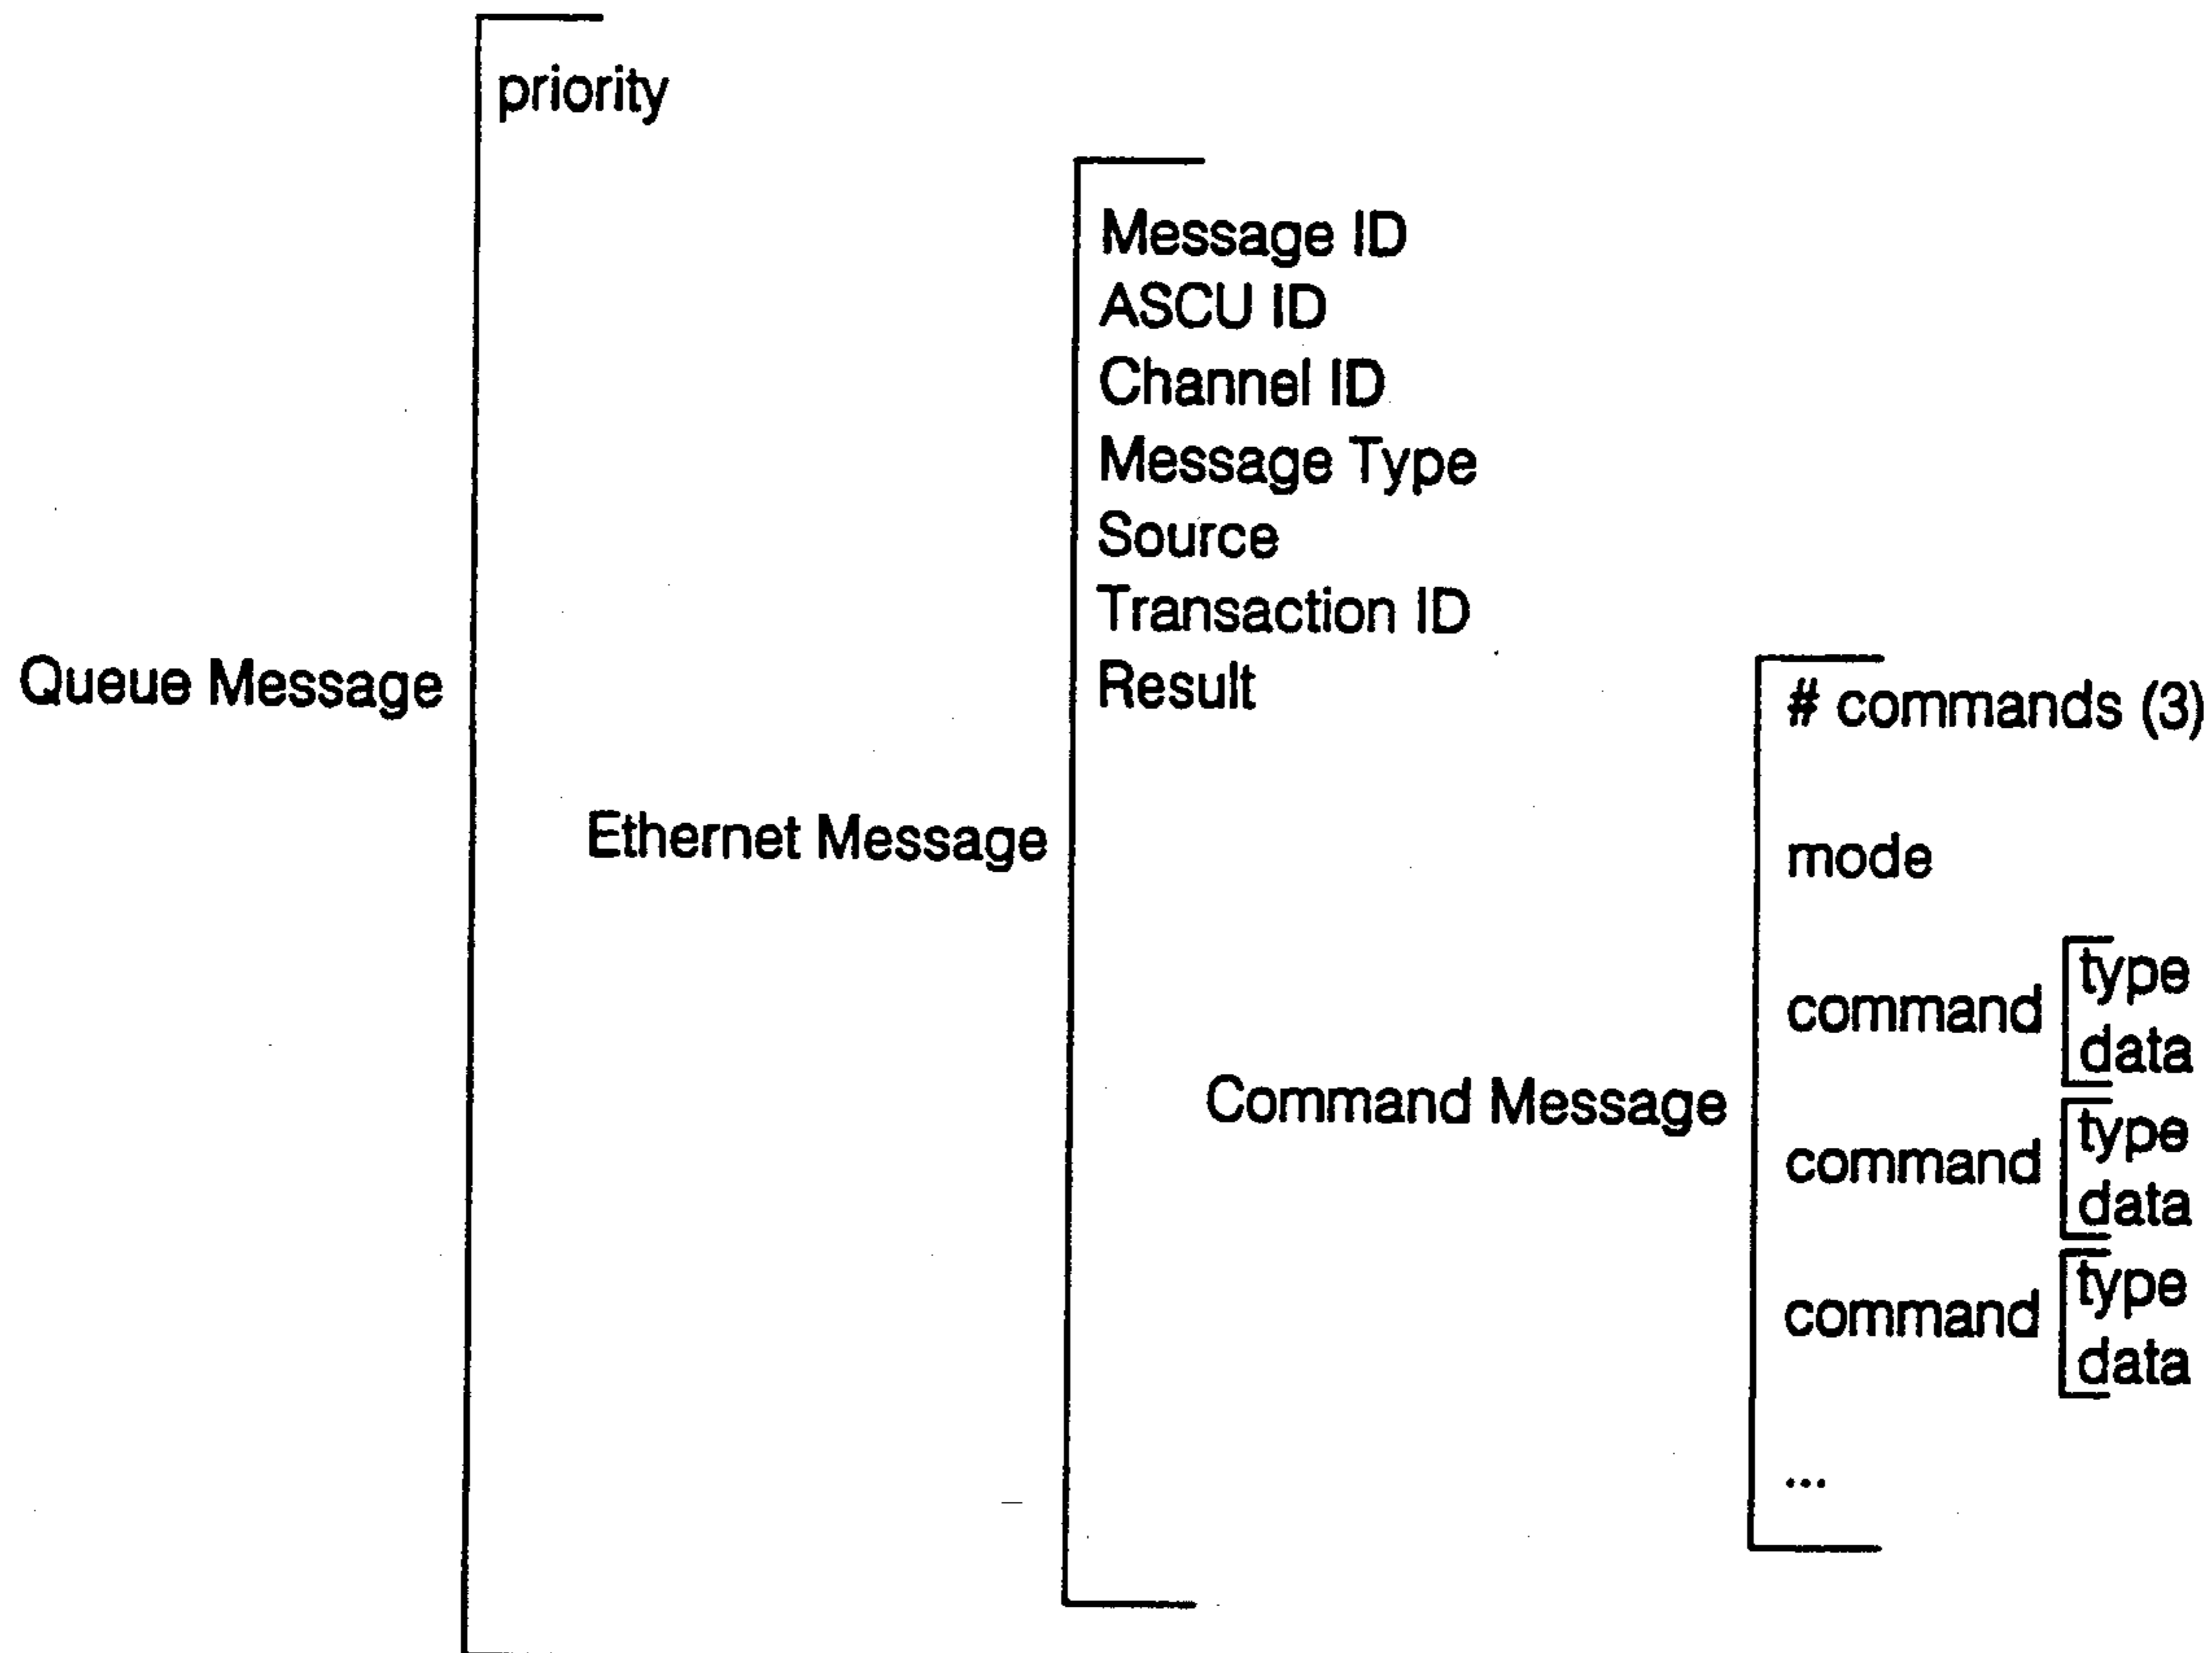 priority
Message ID
ASCU ID
Channel ID
Message Type
Source
Transaction ID
Queue Message
Result
# commands (3)
Ethernet Message
mode
type
command
data
Command Message
type
command
data
type
command
data
...